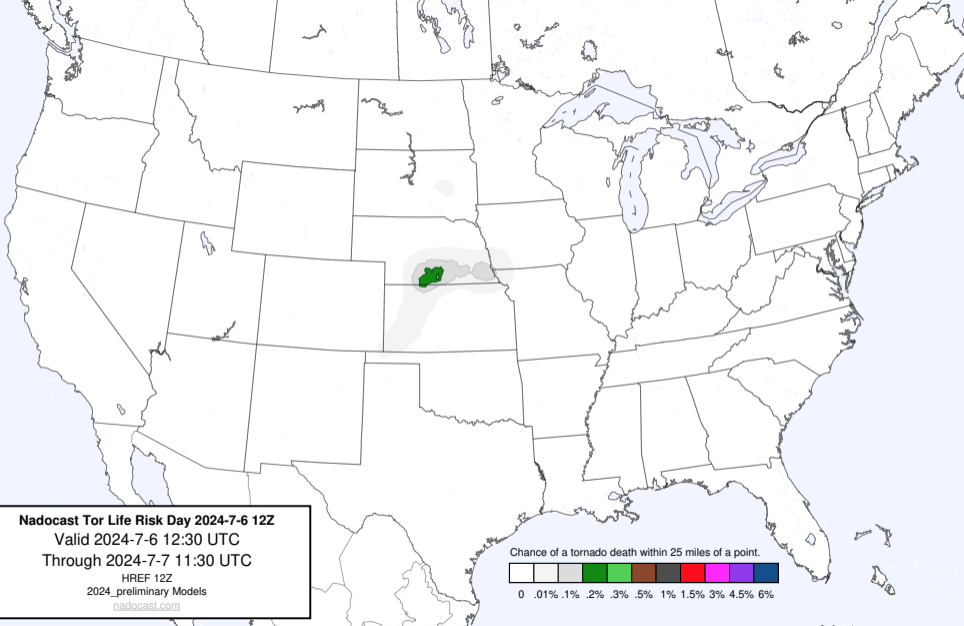 Nadocast Tor Life Risk Day 2024-7-6 12Z
Valid 2024-7-6 12:30 UTC
Through 2024-7-7 11:30 UTC
HREF 12Z
2024_preliminary Models
nadocast.com
Chance of a tornado death within 25 miles of a point.
0 .01% .1% .2% .3% .5% 1% 1.5% 3% 4.5% 6%